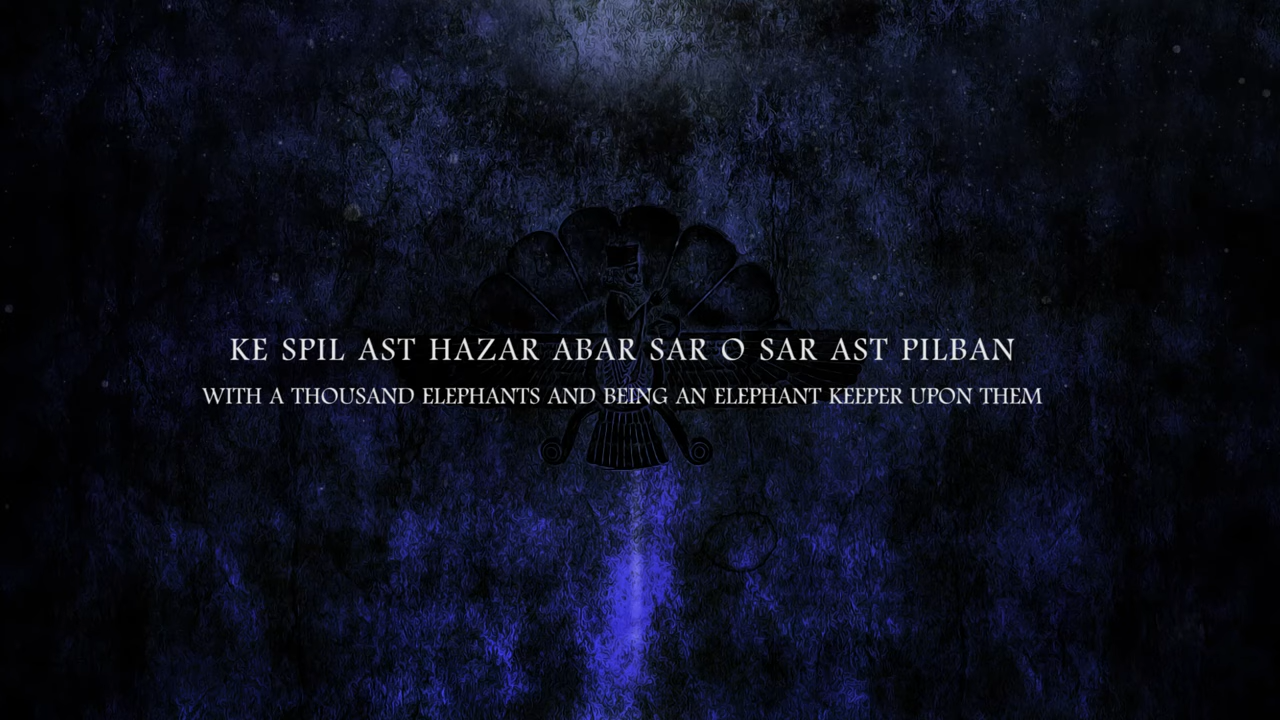 KE SPIL AST HAZAR ABAR SAR O SAR AST PILBAN
WITH A THOUSAND ELEPHANTS AND BEING AN ELEPHANT KEEPER UPON THEM